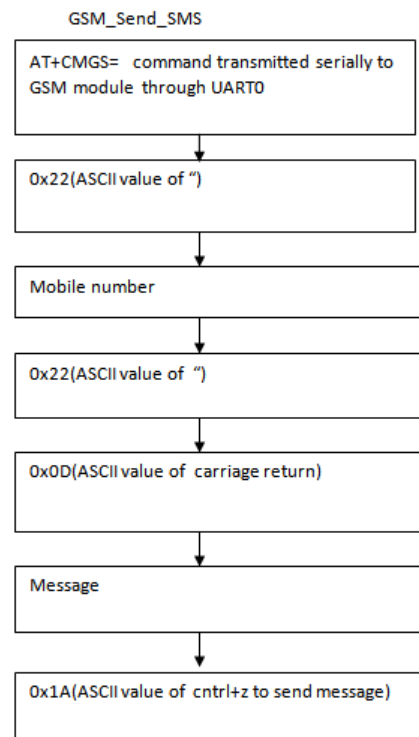 GSM_Send_SMS
AT+CMGS=   command transmitted serially to
GSM module through UART0
0x22(ASCII value of “)
Mobile number
0x22(ASCII value of “)
0x0D(ASCII value of carriage return)
Message
0x1A(ASCII value of cntrl+z to send message)